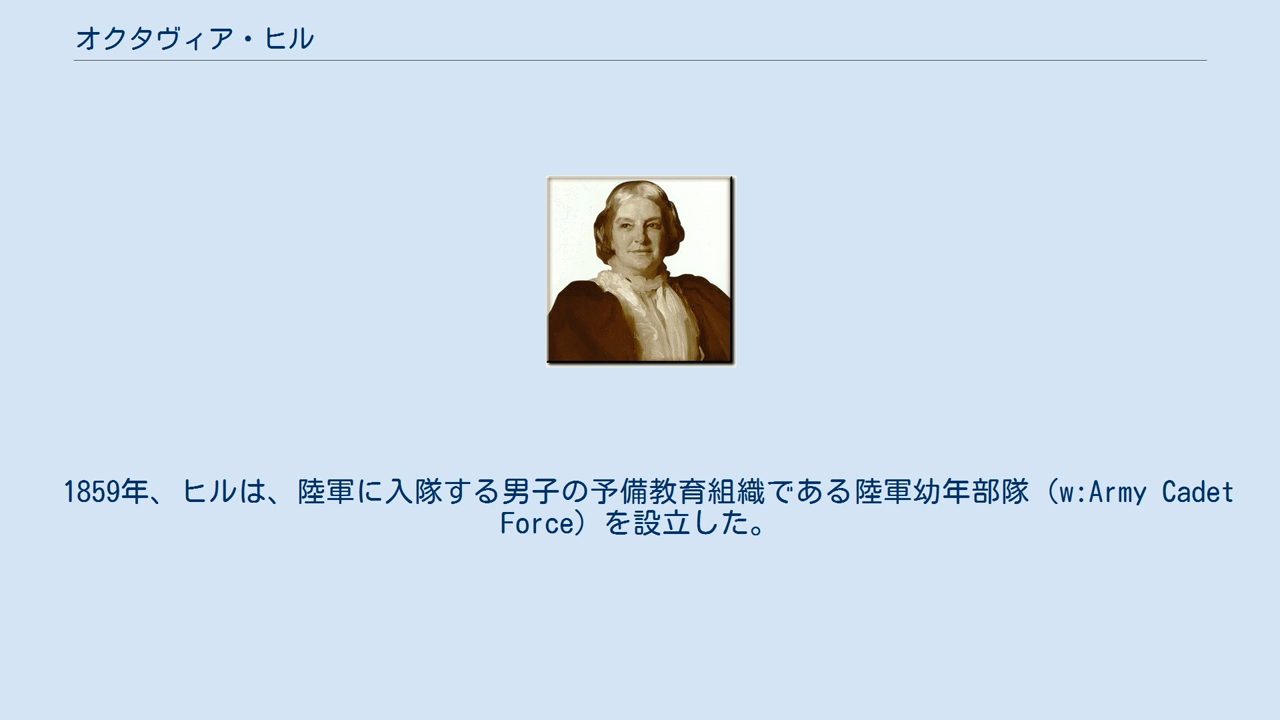 オクタヴィア・ヒル
1859年、ヒルは、陸軍に入隊する男子の予備教育組織である陸軍幼年部隊（w:Army Cadet
Force）を設立した。